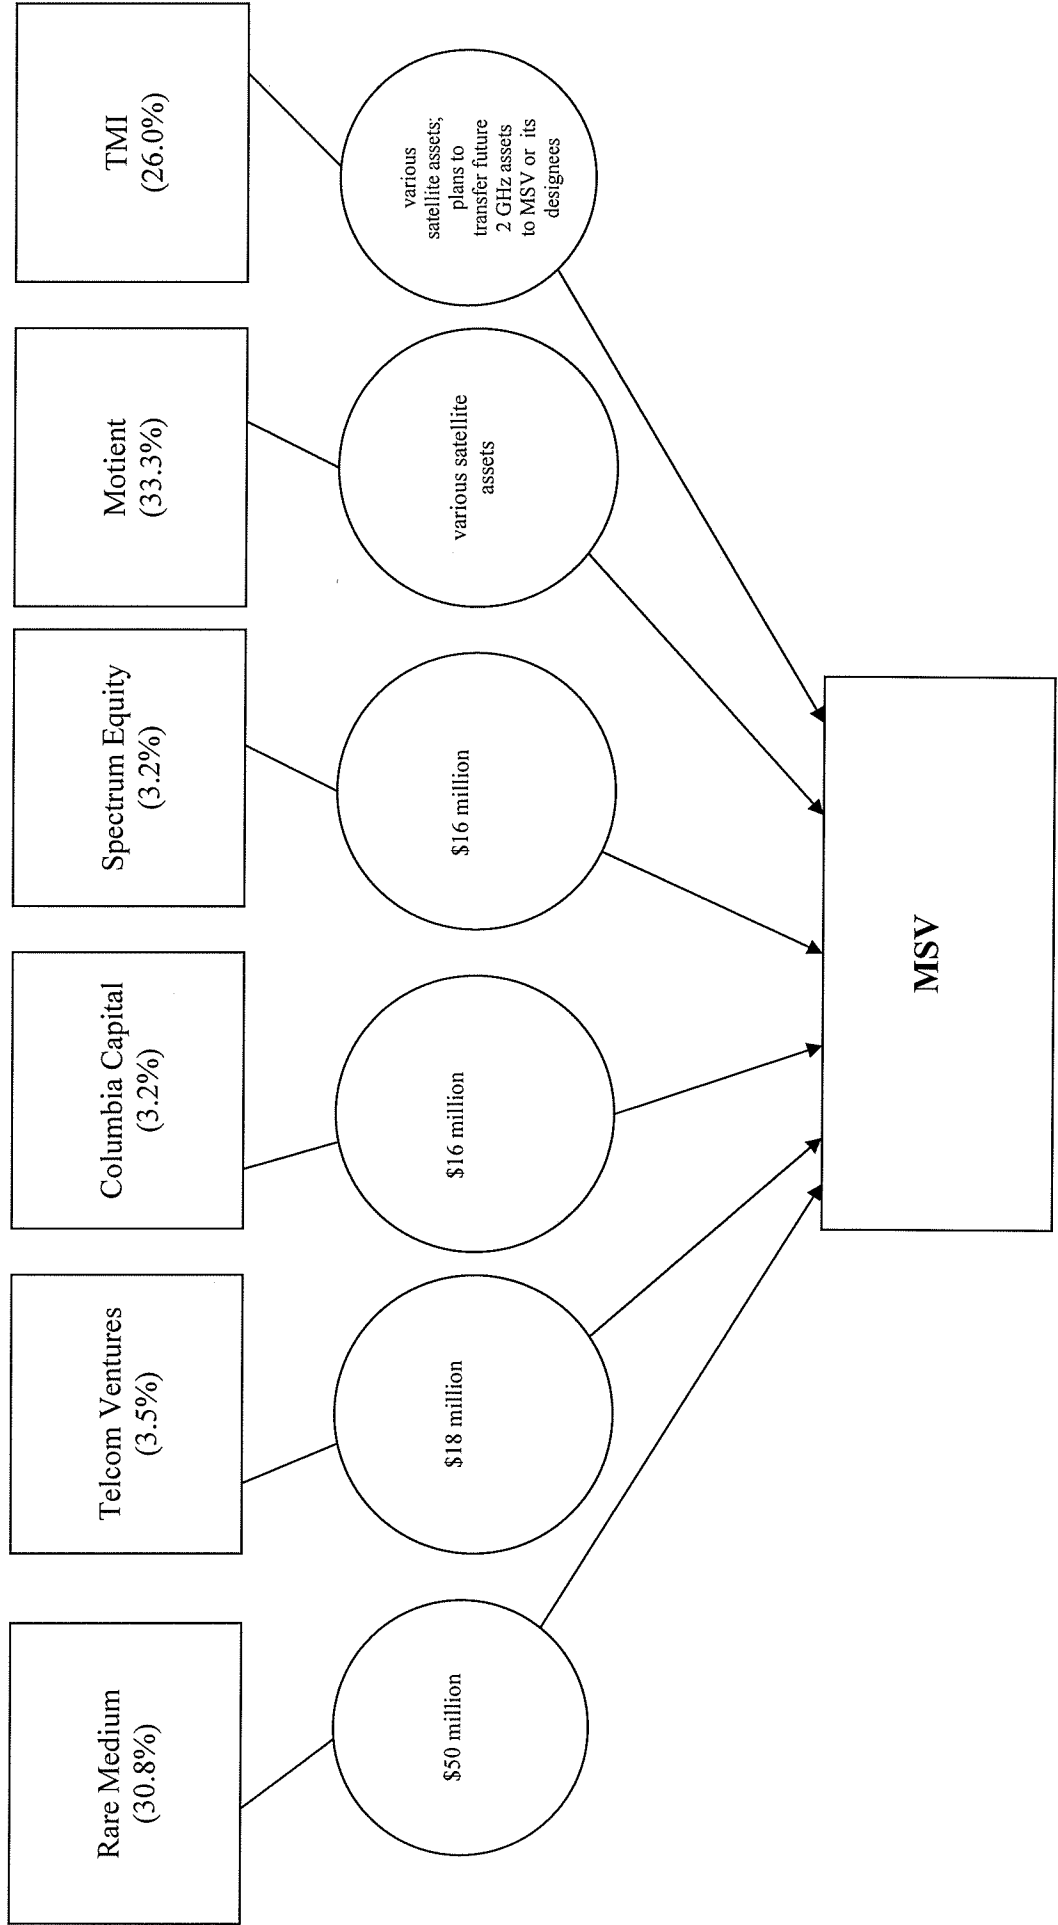 Rare Medium
(30.8%)
Telcom Ventures
(3.5%)
Columbia Capital
(3.2%)
Spectrum Equity
(3.2%)
Motient
(33.3%)
TMI
(26.0%)
$50 million
$18 million
$16 million
$16 million
various satellite
assets
various
satellite assets;
plans to
transfer future
2 GHz assets
to MSV or its
designees
MSV